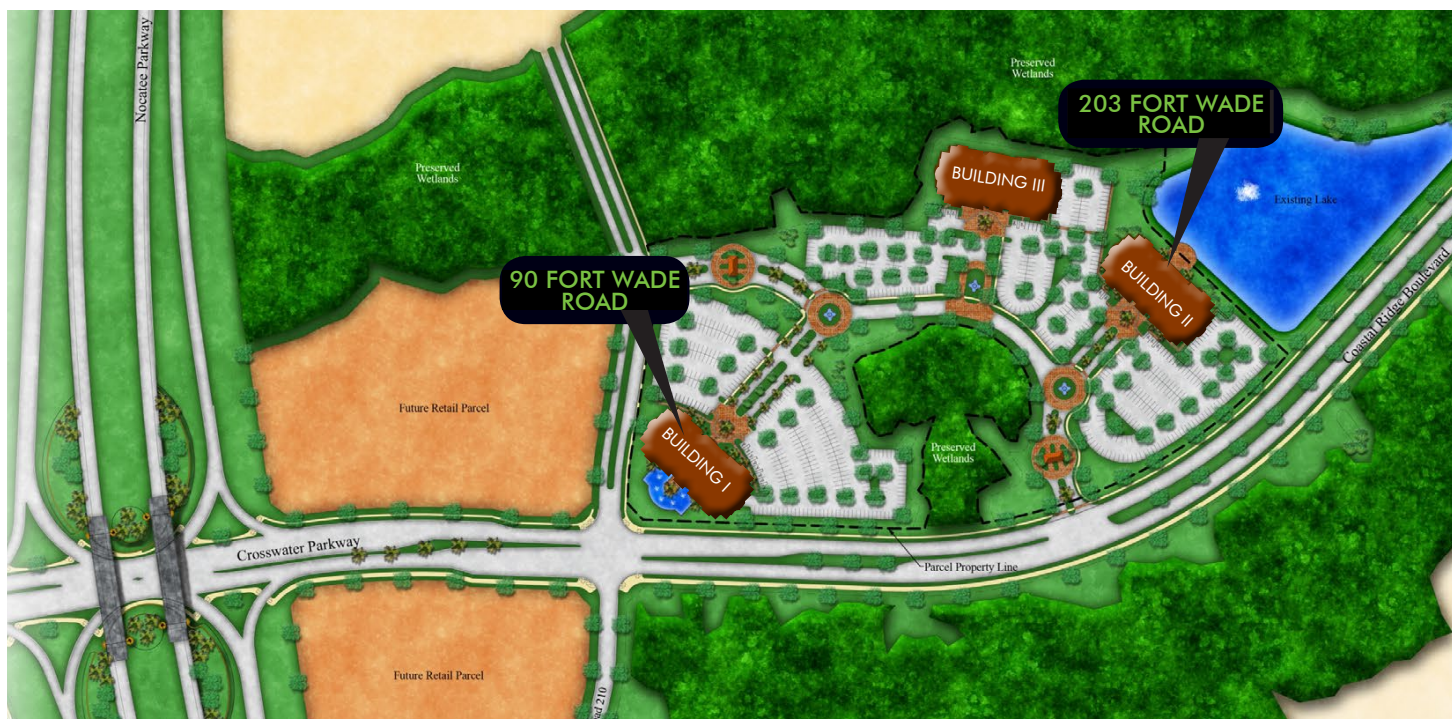 Nocatee Parkway
Preserved
Wetlands
Preserved
Wetlands
203 FORT WADE
ROAD
BUILDING III
Existing Lake
90 FORT WADE
ROAD
BUILDING II
Coastal Ridge Boulevard
Future Retail Parcel
BUILDING I
Preserved
Wetlands
Crosswater Parkway
Parcel Property Line
Future Retail Parcel
210